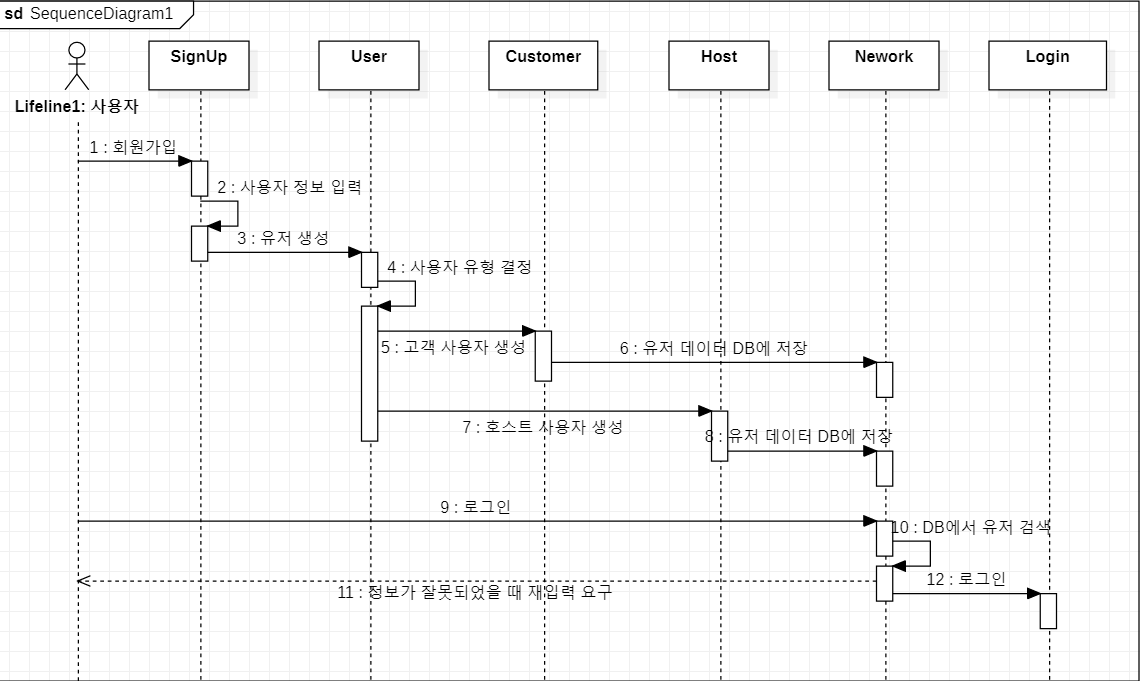 sd SequenceDiagram1
SignUp
User
Customer
Host
Nework
Login
Lifeline1: 사용자
1 : 회원가입
2 : 사용자 정보 입력
3 : 유저 생성
4 : 사용자 유형 결정
5 : 고객 사용자 생성
6 : 유저 데이터 DB에 저장
7 : 호스트 사용자 생성
8 : 유저 데이터 DB에 저장
9 : 로그인
10 : DB에서 유저 검색
12 : 로그인
11 : 정보가 잘못되었을 때 재입력 요구